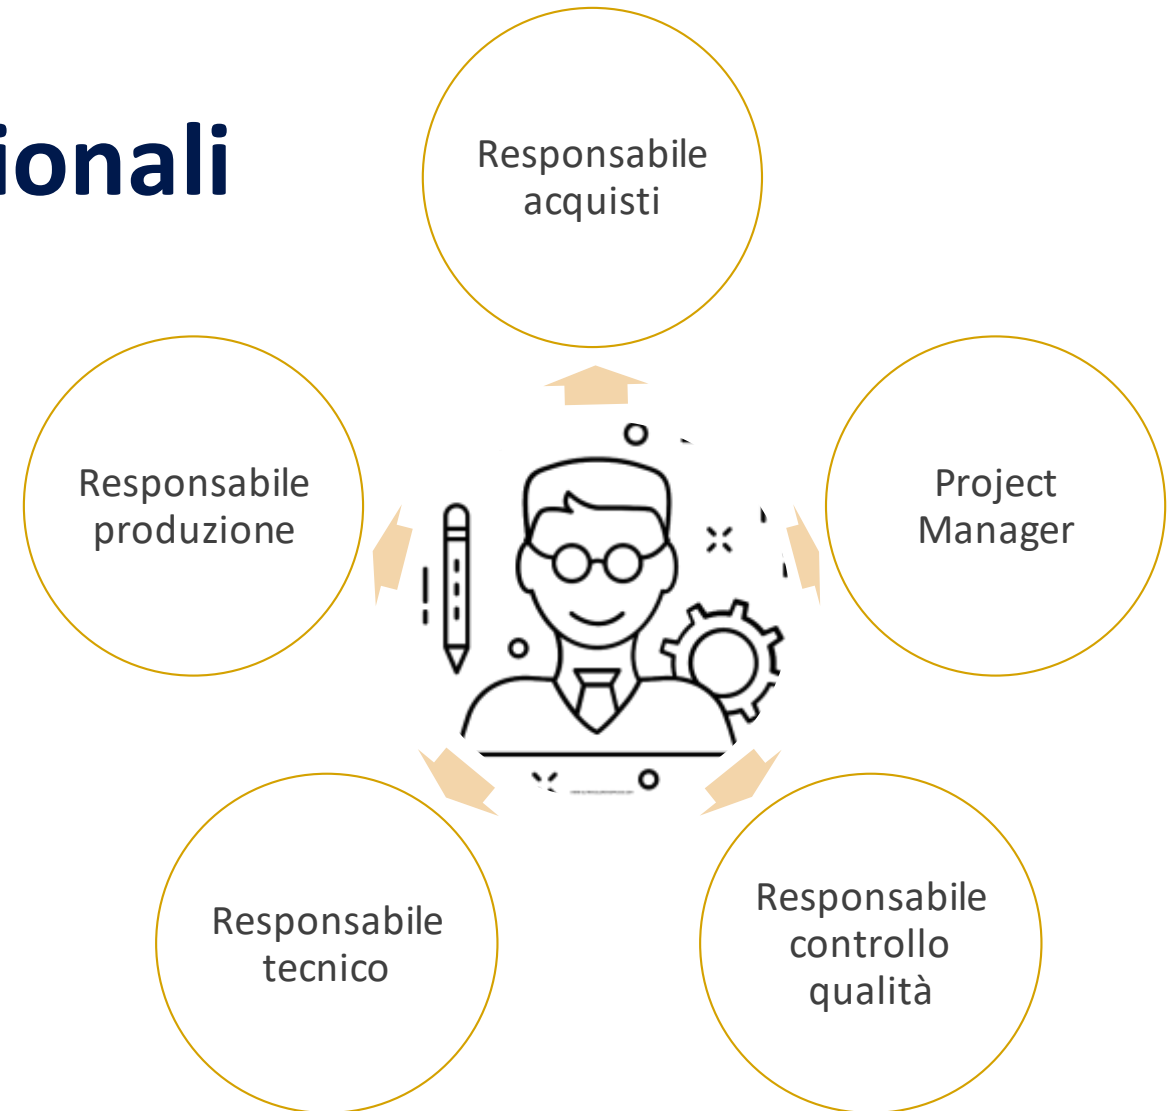 ionali
Responsabile
acquisti
Responsabile
produzione
Project
Manager
Responsabile
tecnico
Responsabile
controllo
qualità